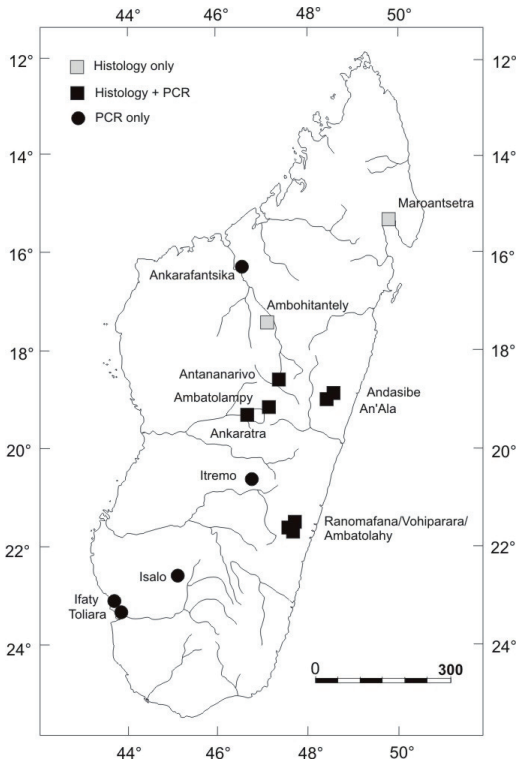 44° 46° 48° 50°
12° 12°
Histology only
Histology + PCR
PCR only
14° 14°
Maroantsetra
16° 16°
Ankarafantsika
Ambohitantely
18° 18°
Antananarivo
Ambatolampy
Andasibe
An'Ala
Ankaratra
20° 20°
Itremo
Ranomafana/Vohiparara/
Ambatolahy
22° 22°
Isalo
Ifaty
Toliara
24° 24°
0 300
44° 46° 48° 50°